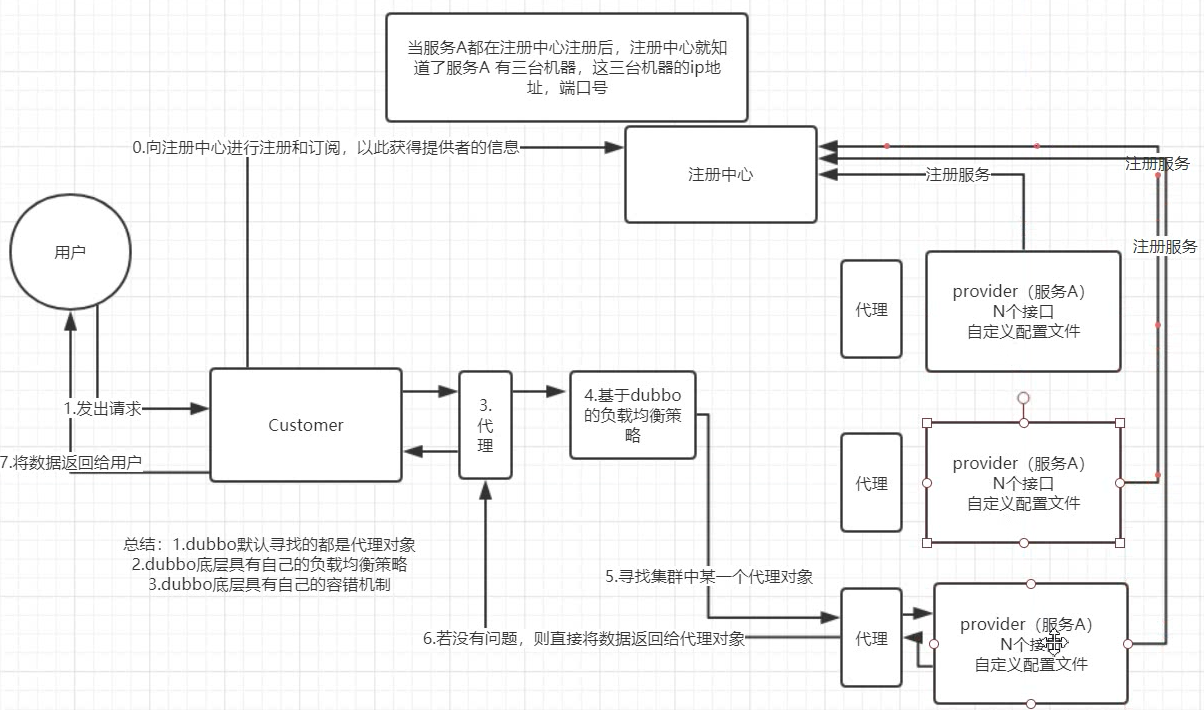 当服务A都在注册中心注册后，注册中心就知
道了服务A 有三台机器，这三台机器的ip地
址，端口号
0.向注册中心进行注册和订阅，以此获得提供者的信息
注册中心
注册服务
注册服务
注册服务
用户
代理
provider（服务A）
N个接口
自定义配置文件
1.发出请求
Customer
3.
代
理
4.基于dubbo
的负载均衡策
略
7.将数据返回给用户
代理
provider（服务A）
N个接口
自定义配置文件
总结：1.dubbo默认寻找的都是代理对象
2.dubbo底层具有自己的负载均衡策略
3.dubbo底层具有自己的容错机制
5.寻找集群中某一个代理对象
6.若没有问题，则直接将数据返回给代理对象
代理
provider（服务A）
N个接口
自定义配置文件